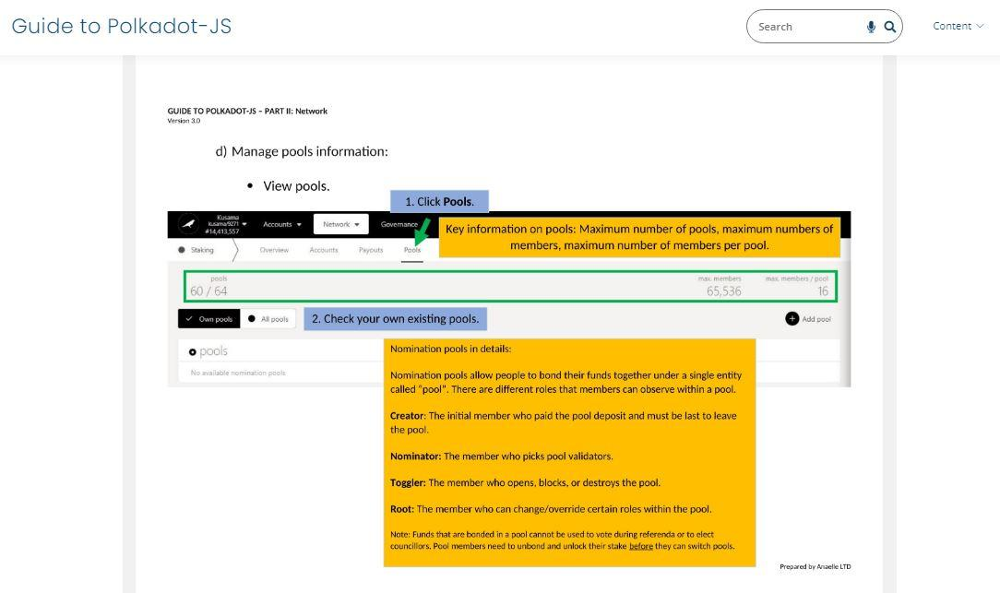 Guide to Polkadot-JS
Search
Content
GUIDE TO POLKADOT-JS – PART II: Network
Version 3.0
d) Manage pools information:
• View pools.
1. Click Pools.
Kusama
kusama/9271
#14,413,557
Accounts
Network
Governance
Key information on pools: Maximum number of pools, maximum numbers of
members, maximum number of members per pool.
Staking
Overview
Accounts
Payouts
Pools
pools
60 / 64
max. members
65,536
max. members / pool
16
Own pools
All pools
2. Check your own existing pools.
Add pool
pools
No available nomination pools
Nomination pools in details:
Nomination pools allow people to bond their funds together under a single entity
called “pool”. There are different roles that members can observe within a pool.
Creator: The initial member who paid the pool deposit and must be last to leave
the pool.
Nominator: The member who picks pool validators.
Toggler: The member who opens, blocks, or destroys the pool.
Root: The member who can change/override certain roles within the pool.
Note: Funds that are bonded in a pool cannot be used to vote during referenda or to elect
councillors. Pool members need to unbond and unlock their stake before they can switch pools.
Prepared by Anaelle LTD